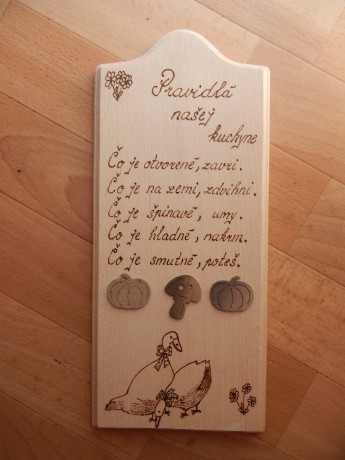 Pravidlá
našej
kuchyne
Čo je otvorené, zavri.
Čo je na zemi, zdvihni.
Čo je špinavé, umy.
Čo je hladné, nakrm.
Čo je smutné, poteš.